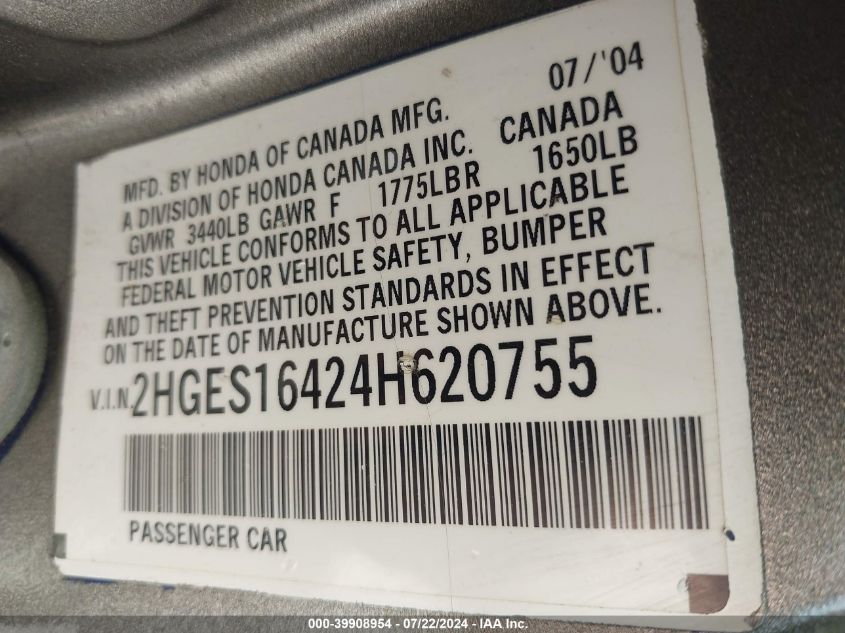 07/'04
MFD. BY HONDA OF CANADA MFG.
A DIVISION OF HONDA CANADA INC. CANADA
GVWR 3440LB GAWR F 1775LBR 1650LB
THIS VEHICLE CONFORMS TO ALL APPLICABLE
FEDERAL MOTOR VEHICLE SAFETY, BUMPER
AND THEFT PREVENTION STANDARDS IN EFFECT
ON THE DATE OF MANUFACTURE SHOWN ABOVE.
V.I.N. 2HGES16424H620755
PASSENGER CAR
000-39908954 - 07/22/2024 - IAA Inc.